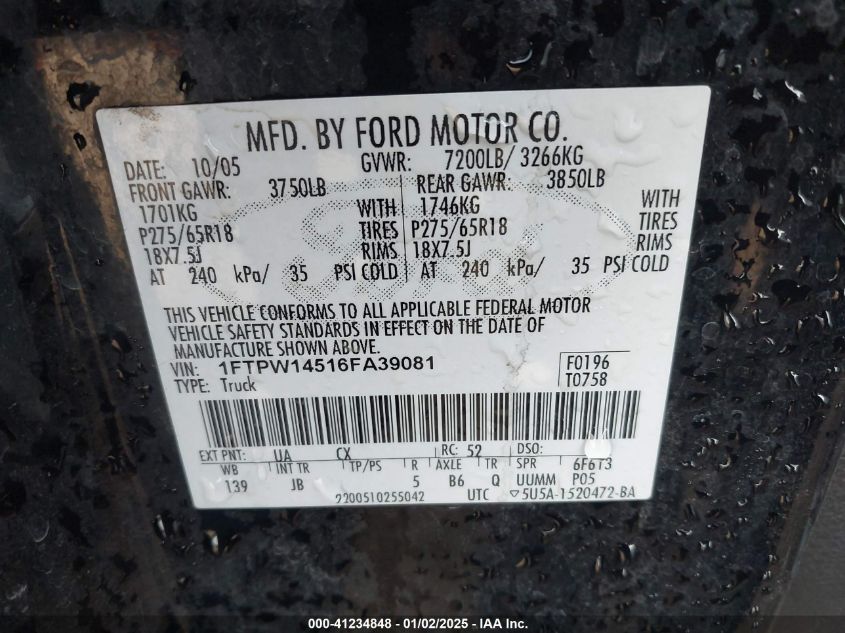 MFD. BY FORD MOTOR CO.
DATE: 10/05 GVWR: 7200LB/ 3266KG
FRONT GAWR: 3750LB REAR GAWR: 3850LB
1701KG WITH 1746KG WITH
P275/65R18 TIRES P275/65R18 TIRES
18X7.5J RIMS 18X7.5J RIMS
AT 240 kPa/ 35 PSI COLD AT 240 kPa/ 35 PSI COLD
THIS VEHICLE CONFORMS TO ALL APPLICABLE FEDERAL MOTOR
VEHICLE SAFETY STANDARDS IN EFFECT ON THE DATE OF
MANUFACTURE SHOWN ABOVE.
VIN: 1FTPW14516FA39081 F0196
TYPE: Truck T0758
EXT PNT: UA CX RC: 52 DSO:
WB INT TR TP/PS R AXLE TR SPR 6F6T3
139 JB 5 B6 Q UUMM P05
2200510255042 UTC ▽5U5A-1520472-BA
000-41234848 — 01/02/2025 — IAA Inc.